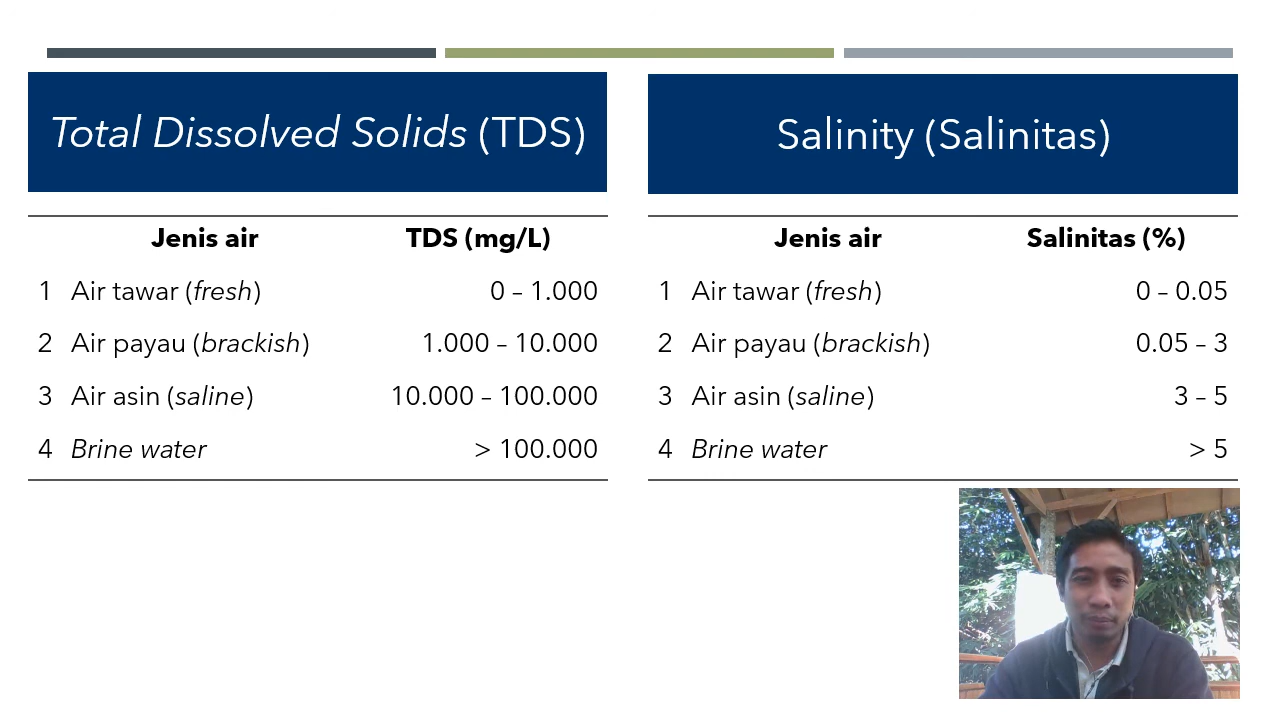 Total Dissolved Solids (TDS)
Jenis air TDS (mg/L)
1 Air tawar (fresh) 0 – 1.000
2 Air payau (brackish) 1.000 – 10.000
3 Air asin (saline) 10.000 – 100.000
4 Brine water > 100.000
Salinity (Salinitas)
Jenis air Salinitas (%)
1 Air tawar (fresh) 0 – 0.05
2 Air payau (brackish) 0.05 – 3
3 Air asin (saline) 3 – 5
4 Brine water > 5